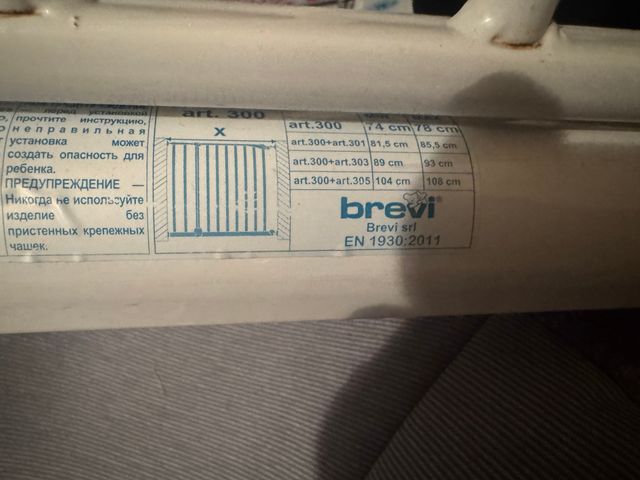 перед установкой
прочтите инструкцию,
неправильная
установка может
создать опасность для
ребенка.
ПРЕДУПРЕЖДЕНИЕ —
Никогда не используйте
изделие без
пристенных крепежных
чашек.
art. 300
X
art.300 74 cm 78 cm
art.300+art.301 81,5 cm 85,5 cm
art.300+art.303 89 cm 93 cm
art.300+art.305 104 cm 108 cm
brevi
Brevi srl
EN 1930:2011